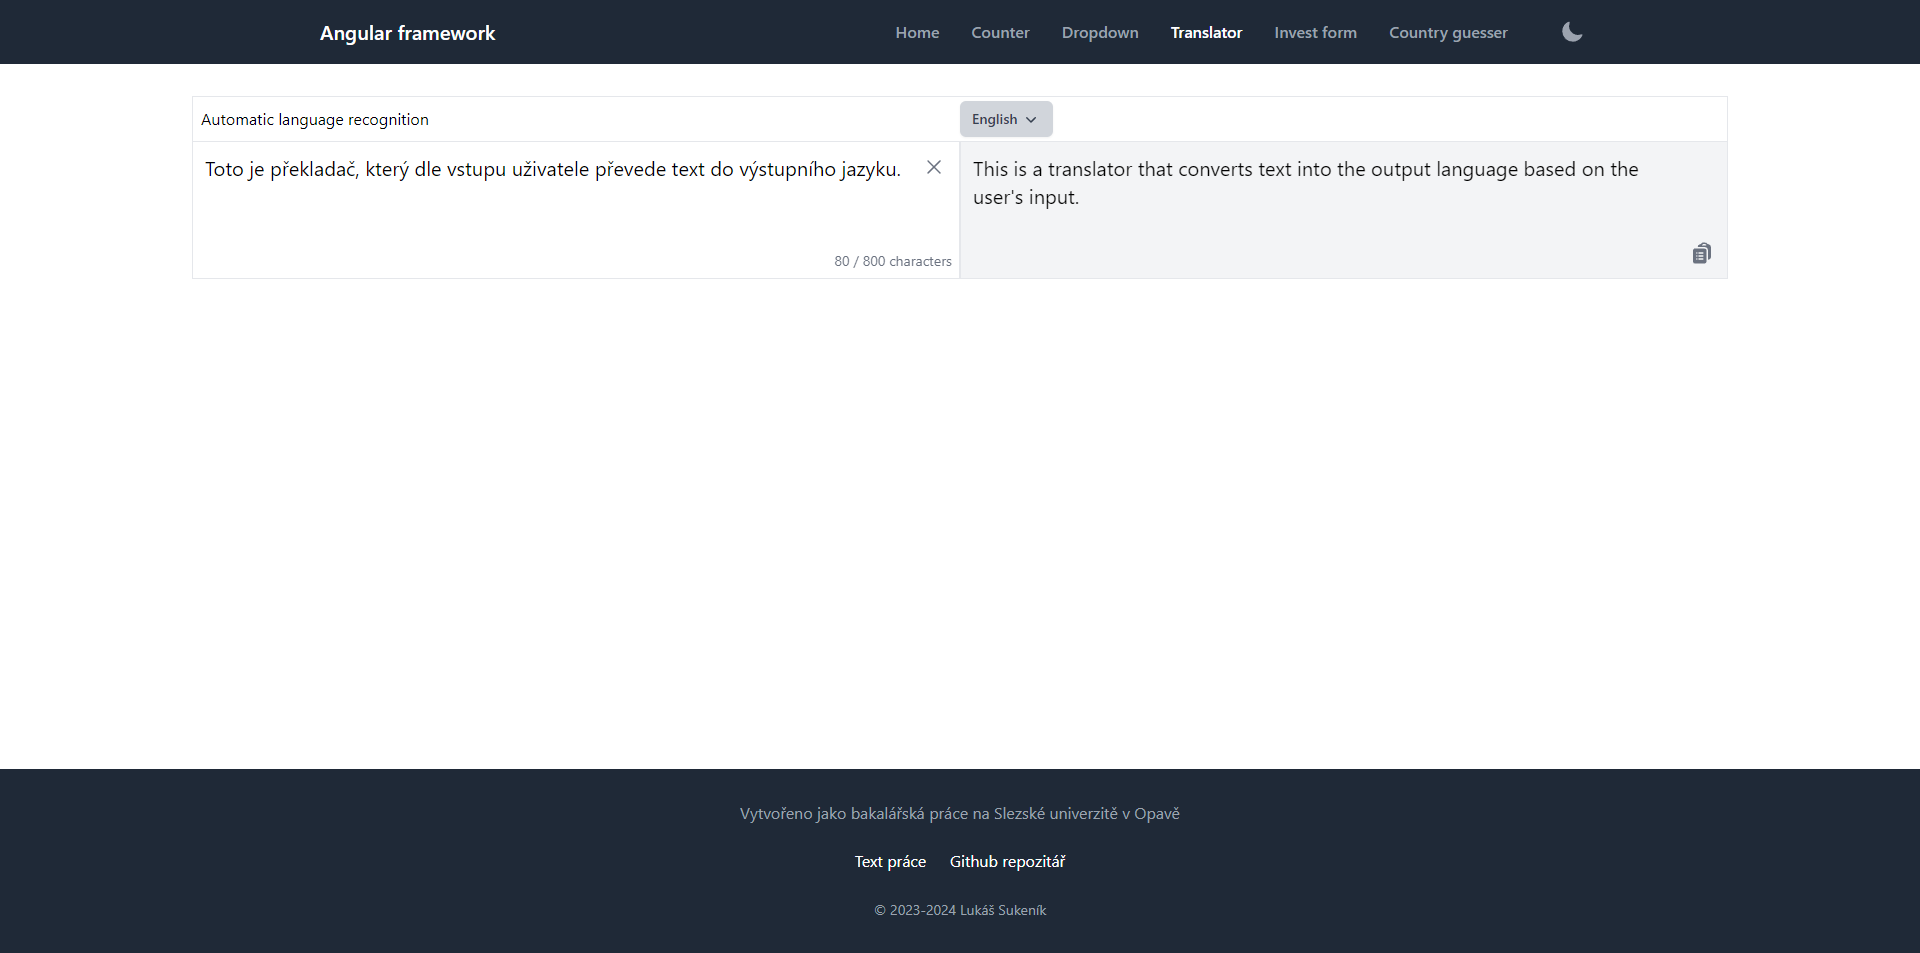 Angular framework
Home
Counter
Dropdown
Translator
Invest form
Country guesser
Automatic language recognition
English
Toto je překladač, který dle vstupu uživatele převede text do výstupního jazyku.
80 / 800 characters
This is a translator that converts text into the output language based on the
user's input.
Vytvořeno jako bakalářská práce na Slezské univerzitě v Opavě
Text práce
Github repozitář
© 2023-2024 Lukáš Sukeník